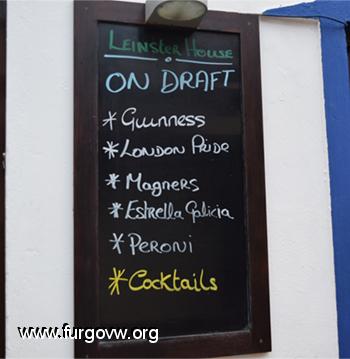 LEINSTER HOUSE
ON DRAFT
* Guinness
* LONDON PRIDE
* Magners
* Estrella Galicia
* PERONI
* Cocktails
www.furgovw.org